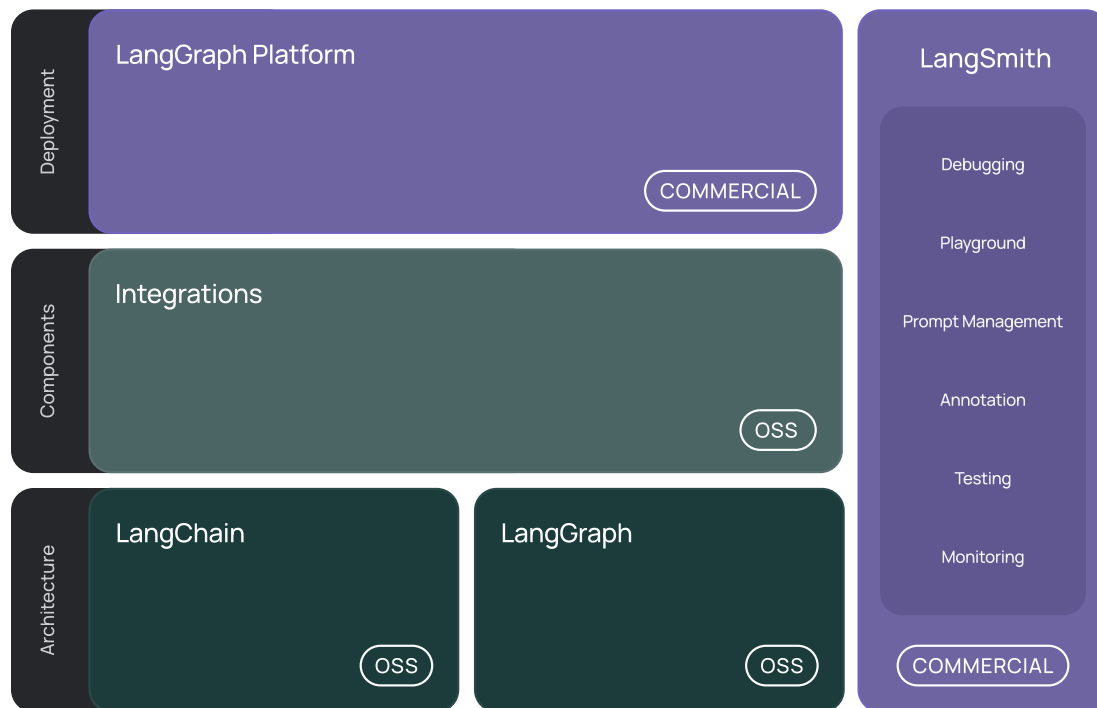 Deployment
LangGraph Platform
COMMERCIAL
Components
Integrations
OSS
Architecture
LangChain
OSS
LangGraph
OSS
LangSmith
Debugging
Playground
Prompt Management
Annotation
Testing
Monitoring
COMMERCIAL